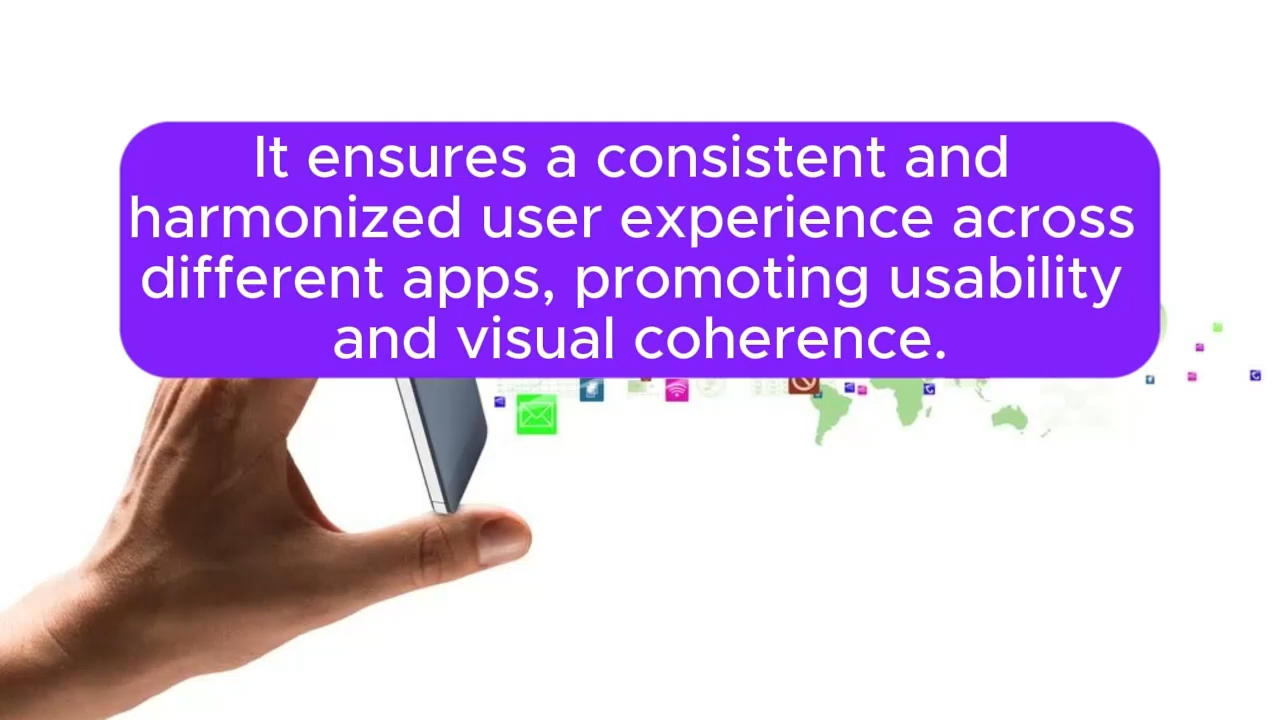 It ensures a consistent and
harmonized user experience across
different apps, promoting usability
and visual coherence.